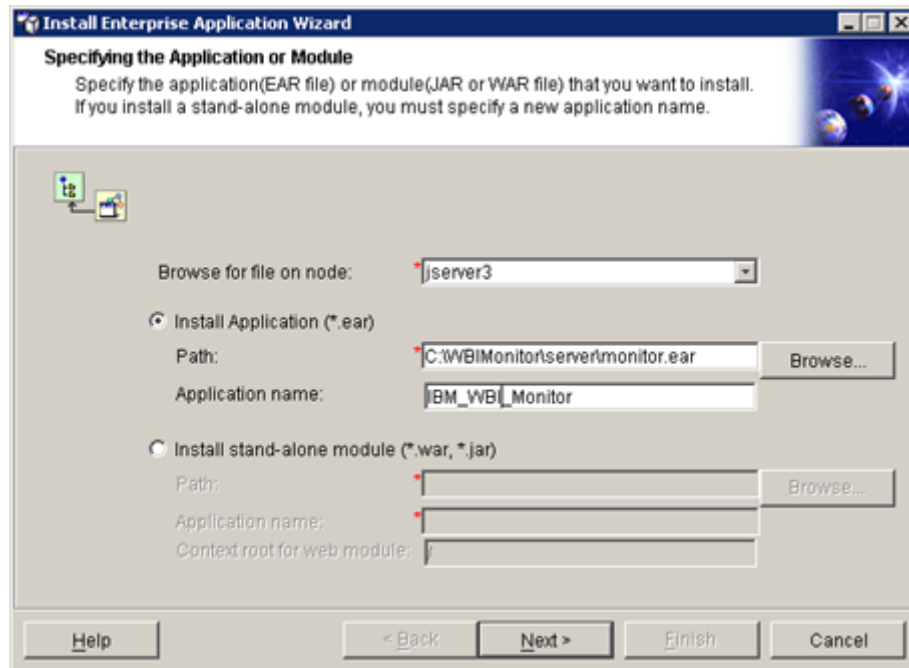 Install Enterprise Application Wizard
Specifying the Application or Module
Specify the application(EAR file) or module(JAR or WAR file) that you want to install.
If you install a stand-alone module, you must specify a new application name.
Browse for file on node: *jserver3
Install Application (*.ear)
Path: *C:\WBIMonitor\server\monitor.ear Browse...
Application name: IBM_WBI_Monitor
Install stand-alone module (*.war, *.jar)
Path: * Browse...
Application name: *
Context root for web module: /
Help < Back Next > Finish Cancel